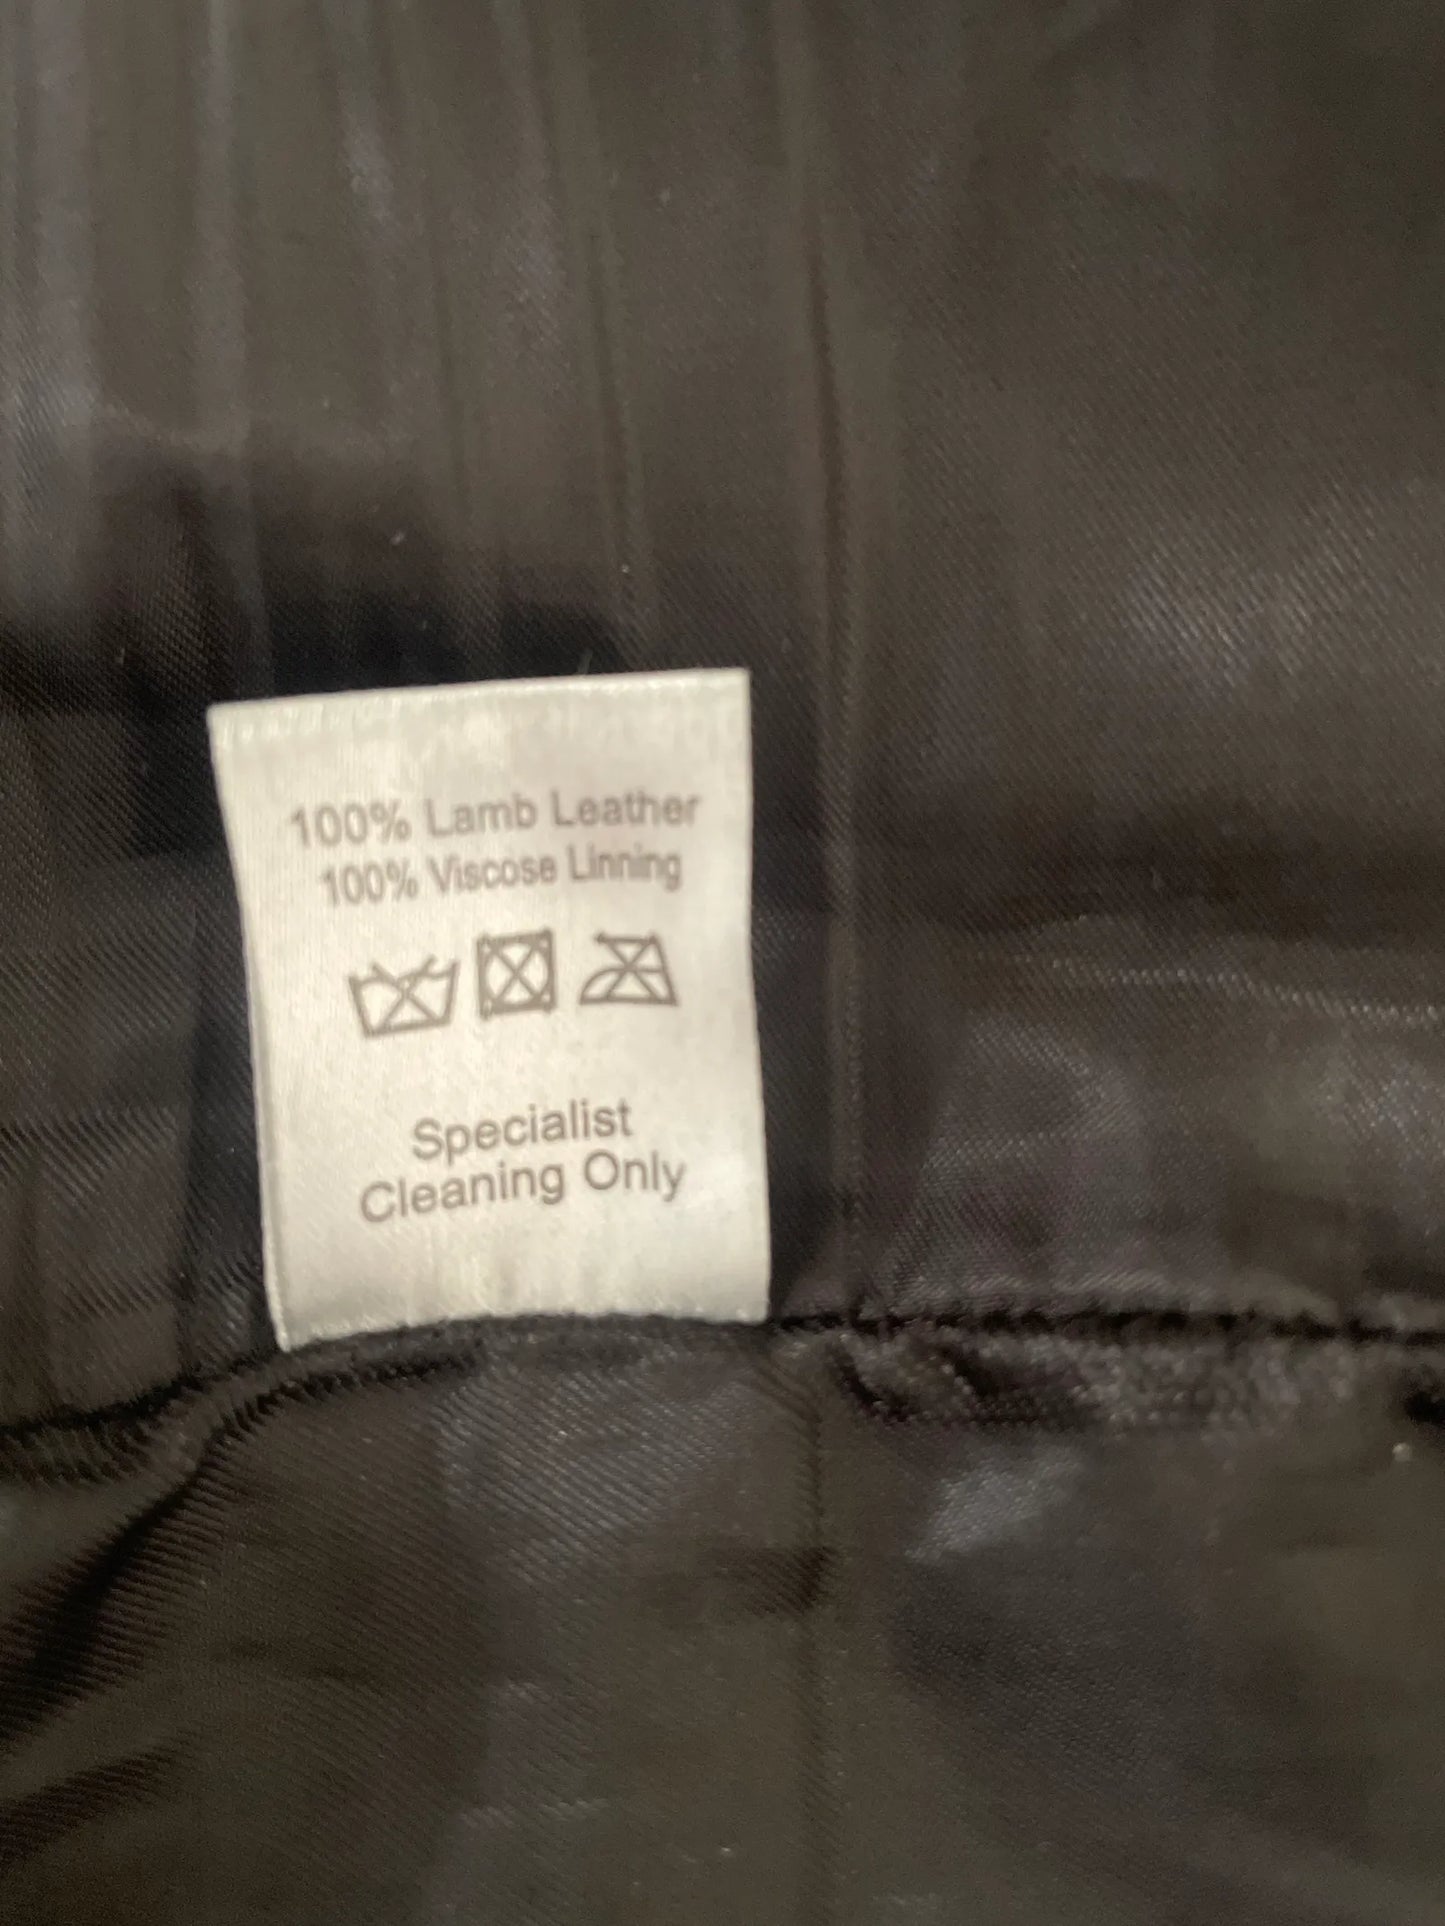 100% Lamb Leather
100% Viscose Linning
Specialist
Cleaning Only